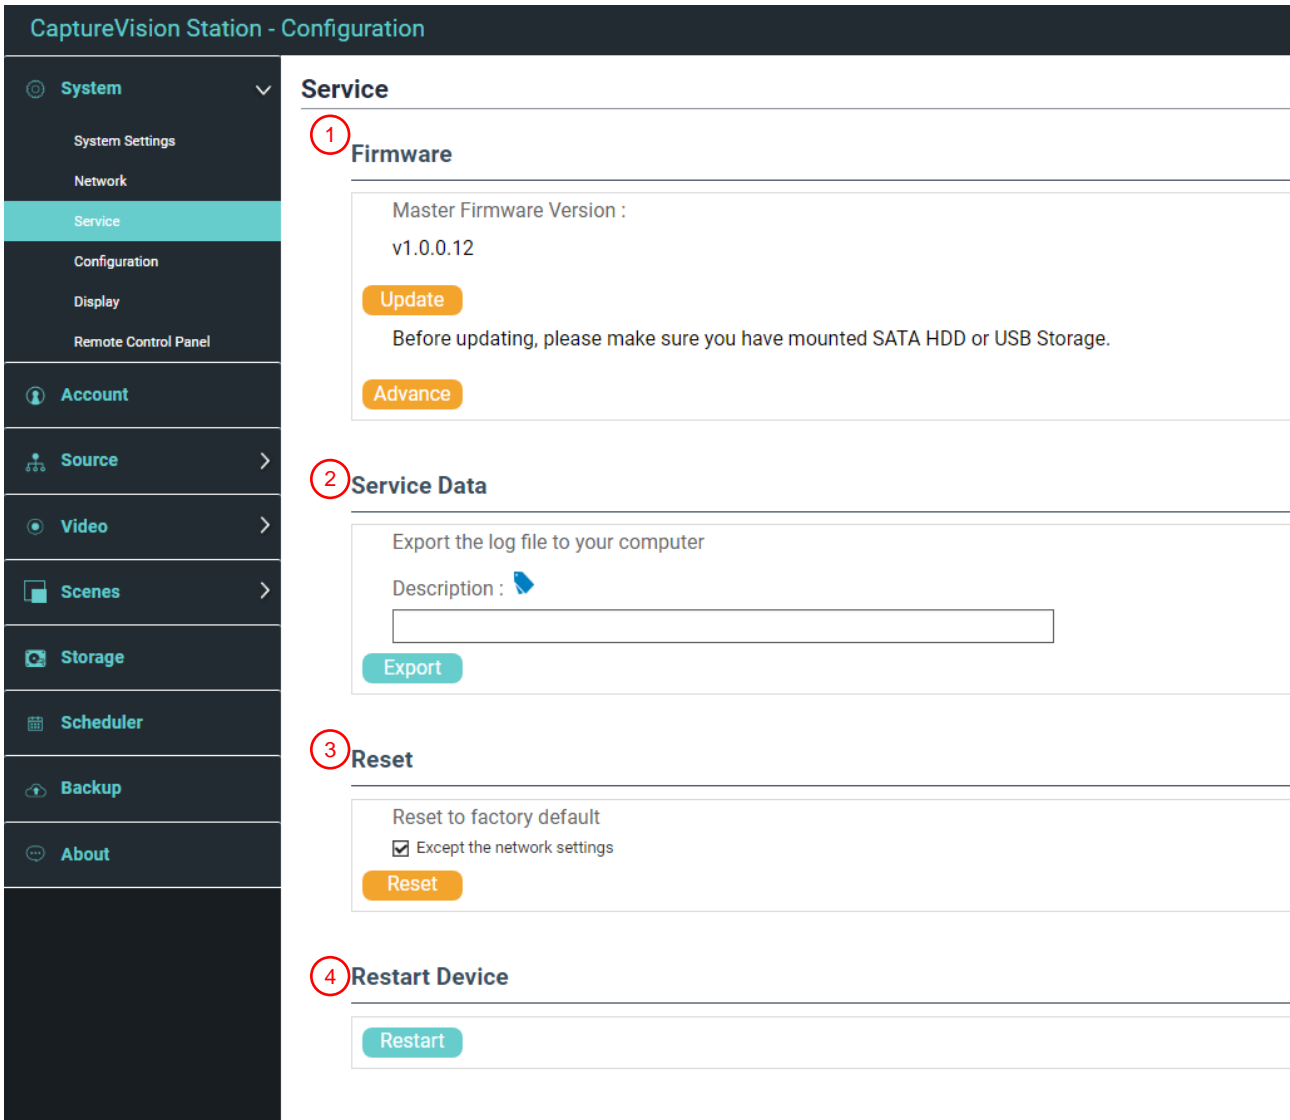 CaptureVision Station - Configuration
System
System Settings
Network
Service
Configuration
Display
Remote Control Panel
Account
Source
Video
Scenes
Storage
Scheduler
Backup
About
Service
1
Firmware
Master Firmware Version :
v1.0.0.12
Update
Before updating, please make sure you have mounted SATA HDD or USB Storage.
Advance
2
Service Data
Export the log file to your computer
Description :
Export
3
Reset
Reset to factory default
Except the network settings
Reset
4
Restart Device
Restart